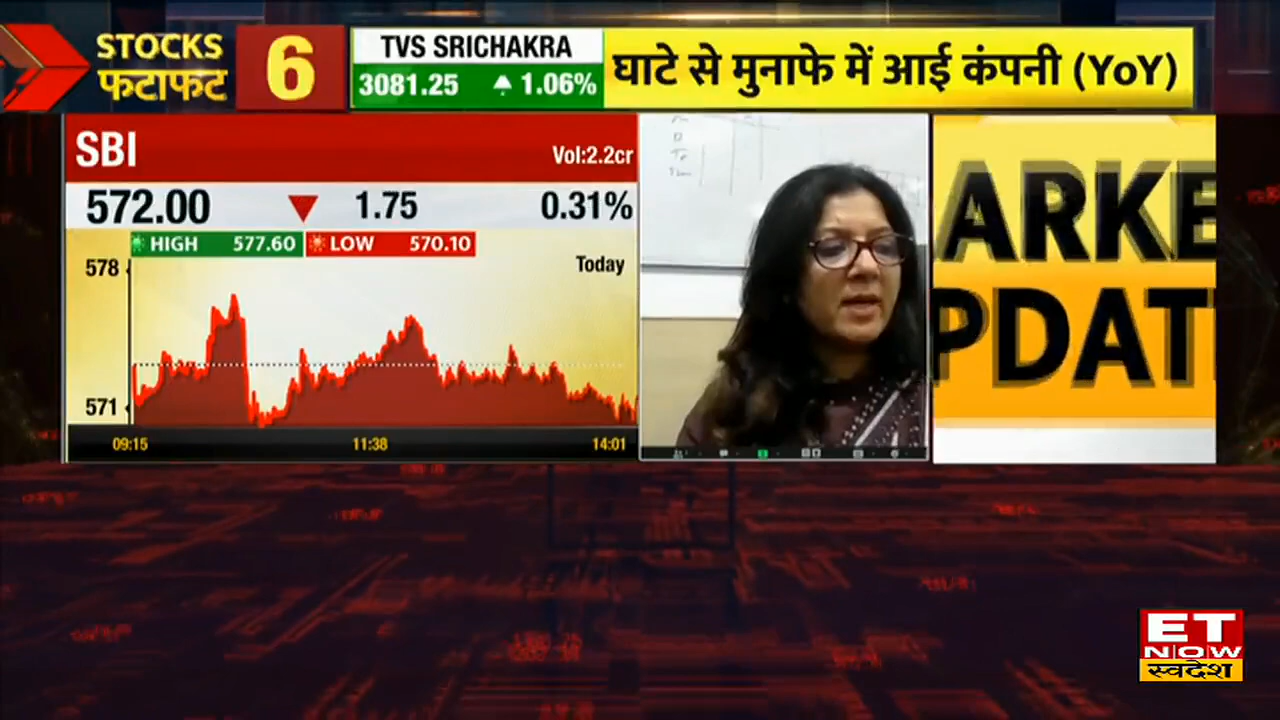 STOCKS
फटाफट
6
TVS SRICHAKRA
3081.25 ▲ 1.06%
घाटे से मुनाफे में आई कंपनी (YoY)
SBI
Vol:2.2cr
572.00 ▼ 1.75 0.31%
HIGH 577.60 LOW 570.10
578
Today
571
09:15 11:38 14:01
ARKE
PDAT
ET
NOW
स्वदेश